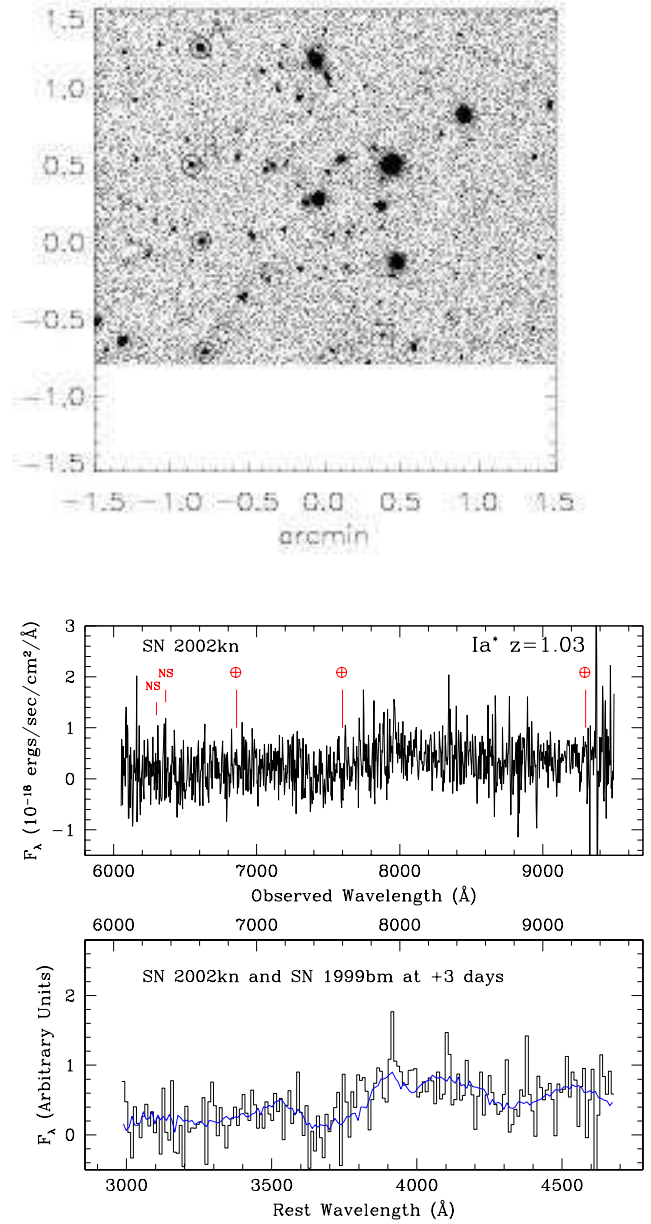 1.5
1.0
0.5
0.0
−0.5
−1.0
−1.5
−1.5 −1.0 −0.5 0.0 0.5 1.0 1.5
arcmin
3
SN 2002kn
Ia* z=1.03
NS
NS
2
1
0
−1
F_λ (10⁻¹⁸ ergs/sec/cm²/Å)
6000 7000 8000 9000
Observed Wavelength (Å)
6000 7000 8000 9000
SN 2002kn and SN 1999bm at +3 days
2
1
0
F_λ (Arbitrary Units)
3000 3500 4000 4500
Rest Wavelength (Å)